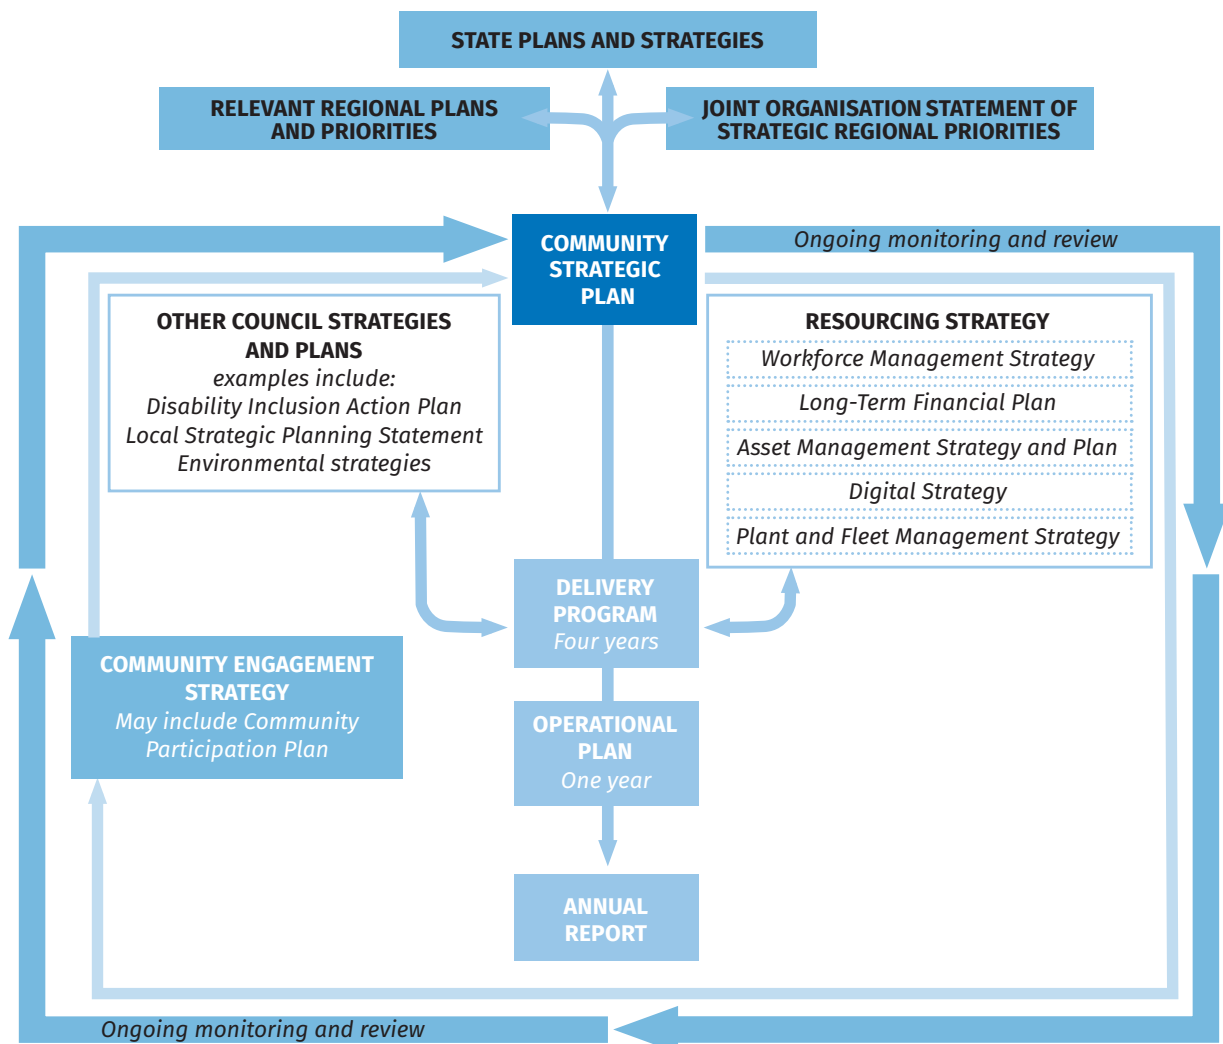 STATE PLANS AND STRATEGIES
RELEVANT REGIONAL PLANS
AND PRIORITIES
JOINT ORGANISATION STATEMENT OF
STRATEGIC REGIONAL PRIORITIES
COMMUNITY
STRATEGIC
PLAN
Ongoing monitoring and review
OTHER COUNCIL STRATEGIES
AND PLANS
examples include:
Disability Inclusion Action Plan
Local Strategic Planning Statement
Environmental strategies
RESOURCING STRATEGY
Workforce Management Strategy
Long-Term Financial Plan
Asset Management Strategy and Plan
Digital Strategy
Plant and Fleet Management Strategy
DELIVERY
PROGRAM
Four years
COMMUNITY ENGAGEMENT
STRATEGY
May include Community
Participation Plan
OPERATIONAL
PLAN
One year
ANNUAL
REPORT
Ongoing monitoring and review